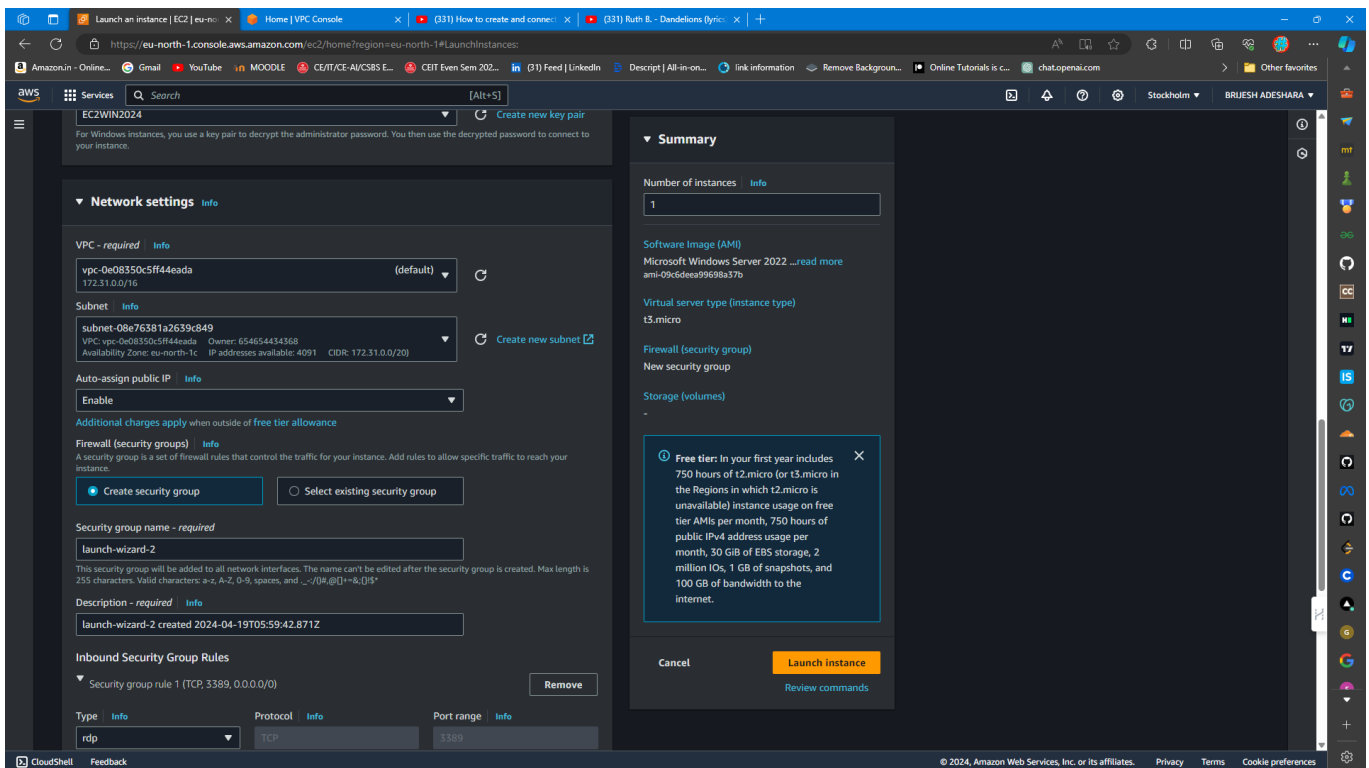 Launch an instance | EC2 | eu-no
Home | VPC Console
(331) How to create and connec
(331) Ruth B. - Dandelions (lyric
https://eu-north-1.console.aws.amazon.com/ec2/home?region=eu-north-1#LaunchInstances:
Amazon.in - Online... Gmail YouTube MOODLE CE/IT/CE-AI/CSBS E... CEIT Even Sem 202... (31) Feed | LinkedIn Descript | All-in-on... link information Remove Backgroun... Online Tutorials is c... chat.openai.com Other favorites
aws Services Search [Alt+S] Stockholm BRIJESH ADESHARA
EC2WIN2024
Create new key pair
For Windows instances, you use a key pair to decrypt the administrator password. You then use the decrypted password to connect to
your instance.
Network settings Info
VPC - required Info
vpc-0e08350c5ff44eada (default)
172.31.0.0/16
Subnet Info
subnet-08e76381a2639c849
VPC: vpc-0e08350c5ff44eada Owner: 654654434368
Availability Zone: eu-north-1c IP addresses available: 4091 CIDR: 172.31.0.0/20)
Create new subnet
Auto-assign public IP Info
Enable
Additional charges apply when outside of free tier allowance
Firewall (security groups) Info
A security group is a set of firewall rules that control the traffic for your instance. Add rules to allow specific traffic to reach your
instance.
Create security group Select existing security group
Security group name - required
launch-wizard-2
This security group will be added to all network interfaces. The name can't be edited after the security group is created. Max length is
255 characters. Valid characters: a-z, A-Z, 0-9, spaces, and ._-:/()#,@[]+=&;{}!$*
Description - required Info
launch-wizard-2 created 2024-04-19T05:59:42.871Z
Inbound Security Group Rules
Security group rule 1 (TCP, 3389, 0.0.0.0/0)
Remove
Type Info Protocol Info Port range Info
rdp TCP 3389
Summary
Number of instances Info
1
Software Image (AMI)
Microsoft Windows Server 2022 ...read more
ami-09c6deea99698a37b
Virtual server type (instance type)
t3.micro
Firewall (security group)
New security group
Storage (volumes)
-
Free tier: In your first year includes
750 hours of t2.micro (or t3.micro in
the Regions in which t2.micro is
unavailable) instance usage on free
tier AMIs per month, 750 hours of
public IPv4 address usage per
month, 30 GiB of EBS storage, 2
million IOs, 1 GB of snapshots, and
100 GB of bandwidth to the
internet.
Cancel Launch instance
Review commands
CloudShell Feedback © 2024, Amazon Web Services, Inc. or its affiliates. Privacy Terms Cookie preferences